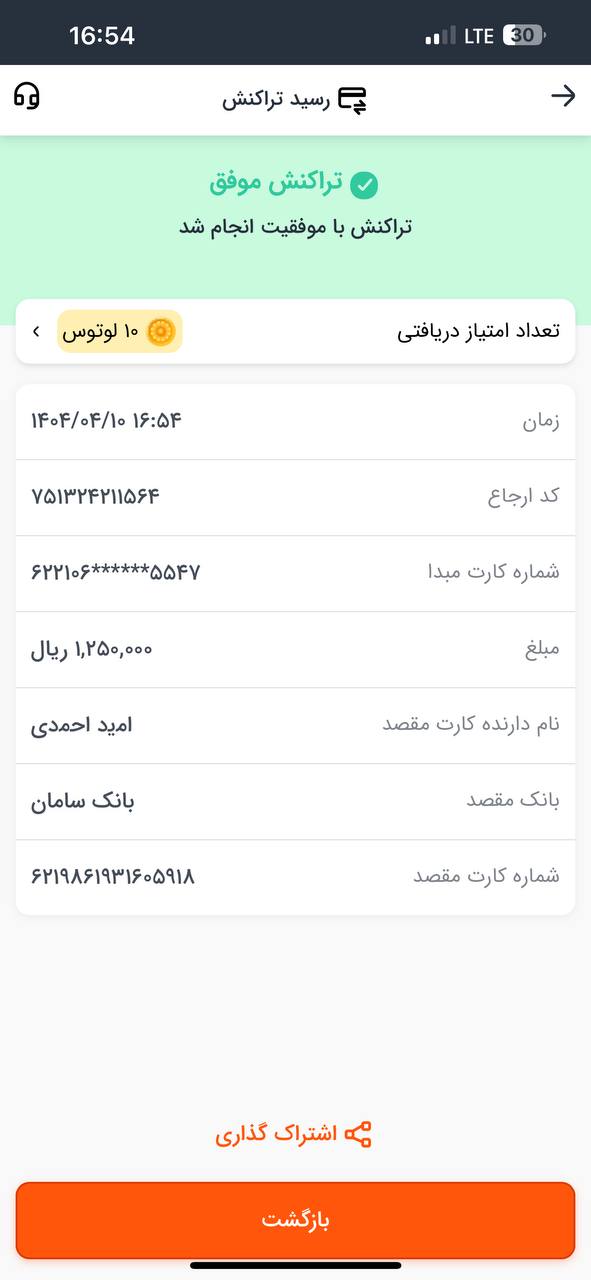 16:54
LTE 30
رسید تراکنش
تراکنش موفق
تراکنش با موفقیت انجام شد
تعداد امتیاز دریافتی ۱۰ لوتوس
زمان ۱۴۰۴/۰۴/۱۰ ۱۶:۵۴
کد ارجاع ۷۵۱۳۲۴۲۱۱۵۶۴
شماره کارت مبدا ۶۲۲۱۰۶******۵۵۴۷
مبلغ ۱,۲۵۰,۰۰۰ ریال
نام دارنده کارت مقصد امید احمدی
بانک مقصد بانک سامان
شماره کارت مقصد ۶۲۱۹۸۶۱۹۳۱۶۰۵۹۱۸
اشتراک گذاری
بازگشت